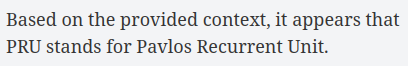 Based on the provided context, it appears that
PRU stands for Pavlos Recurrent Unit.